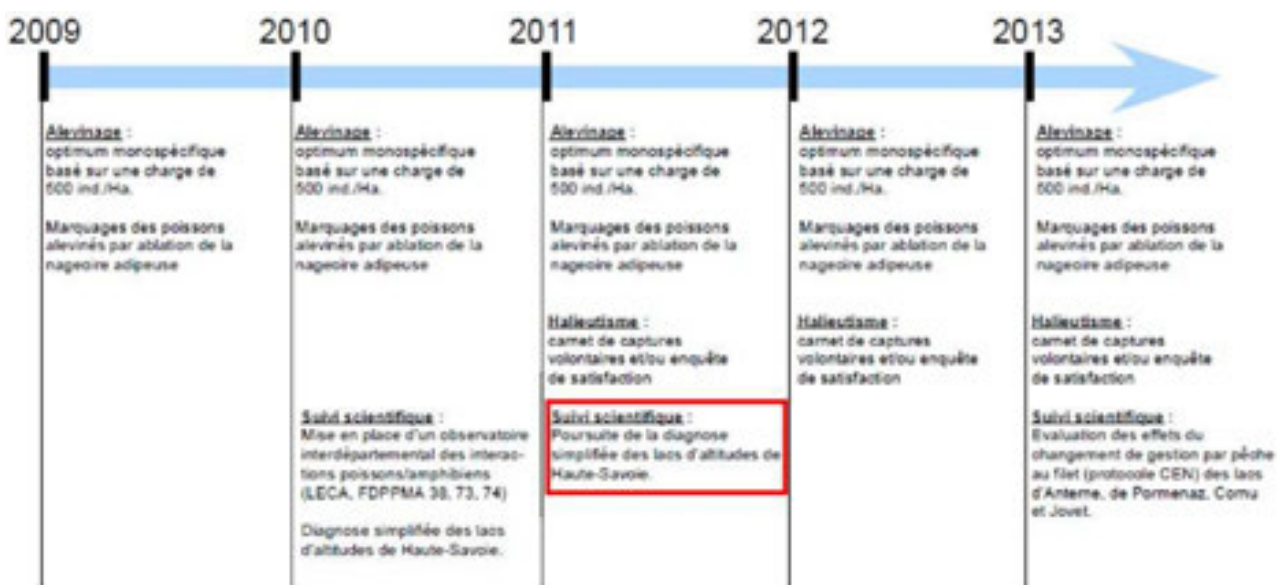 2009
2010
2011
2012
2013
Alevinage :
optimum monospécifique
basé sur une charge de
500 ind./Ha.
Marquages des poissons
alevinés par ablation de la
nageoire adipeuse
Alevinage :
optimum monospécifique
basé sur une charge de
500 ind./Ha.
Marquages des poissons
alevinés par ablation de la
nageoire adipeuse
Suivi scientifique :
Mise en place d'un observatoire
interdépartemental des interac-
tions poissons/amphibiens
(LECA, FDPPMA 38, 73, 74)
Diagnose simplifiée des lacs
d'altitudes de Haute-Savoie.
Alevinage :
optimum monospécifique
basé sur une charge de
500 ind./Ha.
Marquages des poissons
alevinés par ablation de la
nageoire adipeuse
Halieutisme :
carnet de captures
volontaires et/ou enquête
de satisfaction
Suivi scientifique :
Poursuite de la diagnose
simplifiée des lacs d'altitudes de
Haute-Savoie.
Alevinage :
optimum monospécifique
basé sur une charge de
500 ind./Ha.
Marquages des poissons
alevinés par ablation de la
nageoire adipeuse
Halieutisme :
carnet de captures
volontaires et/ou enquête
de satisfaction
Alevinage :
optimum monospécifique
basé sur une charge de
500 ind./Ha.
Marquages des poissons
alevinés par ablation de la
nageoire adipeuse
Halieutisme :
carnet de captures
volontaires et/ou enquête
de satisfaction
Suivi scientifique :
Evaluation des effets du
changement de gestion par pêche
au filet (protocole CEN) des lacs
d'Anterne, de Pormenaz, Cornu
et Jovet.